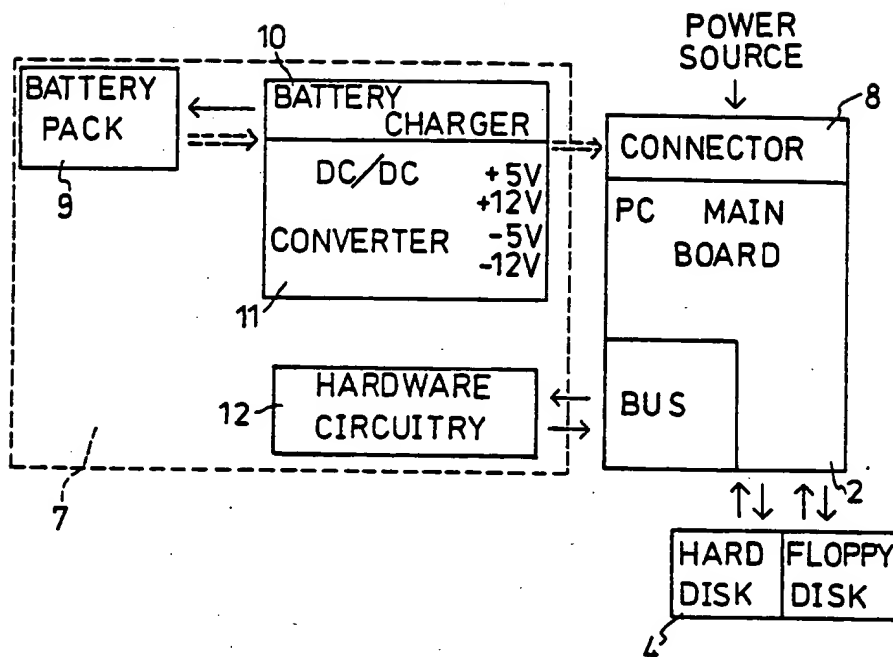 10
POWER
SOURCE
8
BATTERY
PACK
9
BATTERY
CHARGER
DC/DC
CONVERTER
+5V
+12V
-5V
-12V
11
CONNECTOR
PC MAIN
BOARD
BUS
2
12
HARDWARE
CIRCUITRY
7
HARD
DISK
FLOPPY
DISK
4